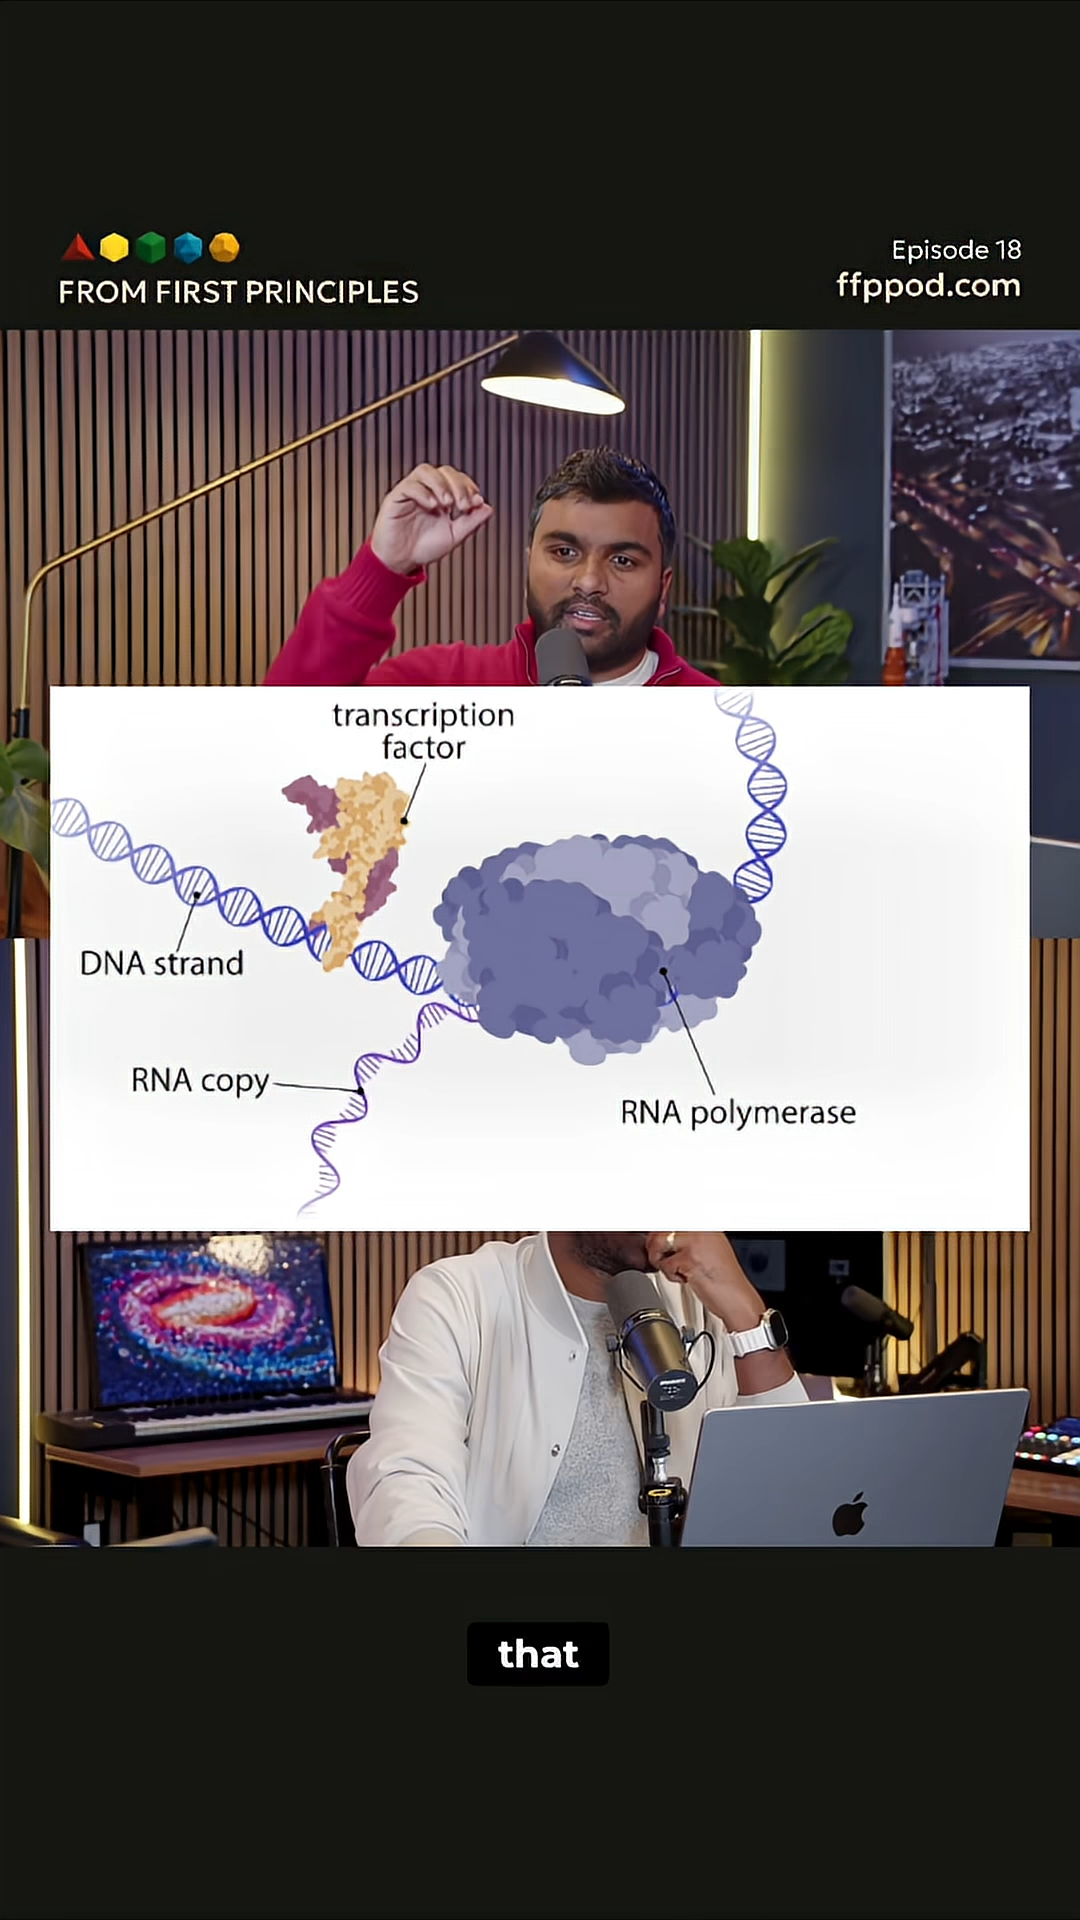 FROM FIRST PRINCIPLES
Episode 18
ffppod.com
transcription
factor
DNA strand
RNA copy
RNA polymerase
that